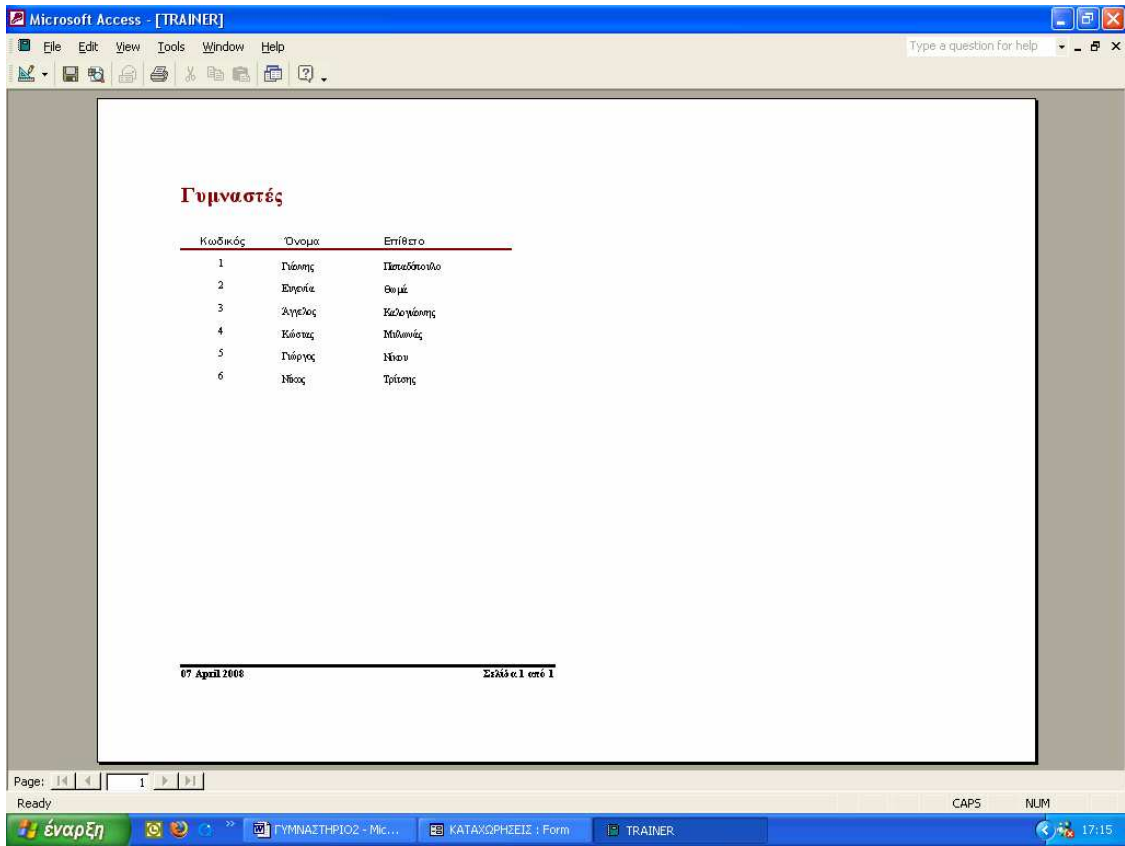 Microsoft Access - [TRAINER]
File Edit View Tools Window Help Type a question for help
Γυμναστές
Κωδικός Όνομα Επίθετο
1 Γιάννης Παπαδόπουλο
2 Ευγενία Θωμά
3 Άγγελος Καλογιάννης
4 Κώστας Μυλωνάς
5 Γιώργος Νίκου
6 Νίκος Τρίτσης
07 April 2008 Σελίδα 1 από 1
Page: 1
Ready CAPS NUM
έναρξη » ΓΥΜΝΑΣΤΗΡΙΟ2 - Mic... ΚΑΤΑΧΩΡΗΣΕΙΣ : Form TRAINER 17:15